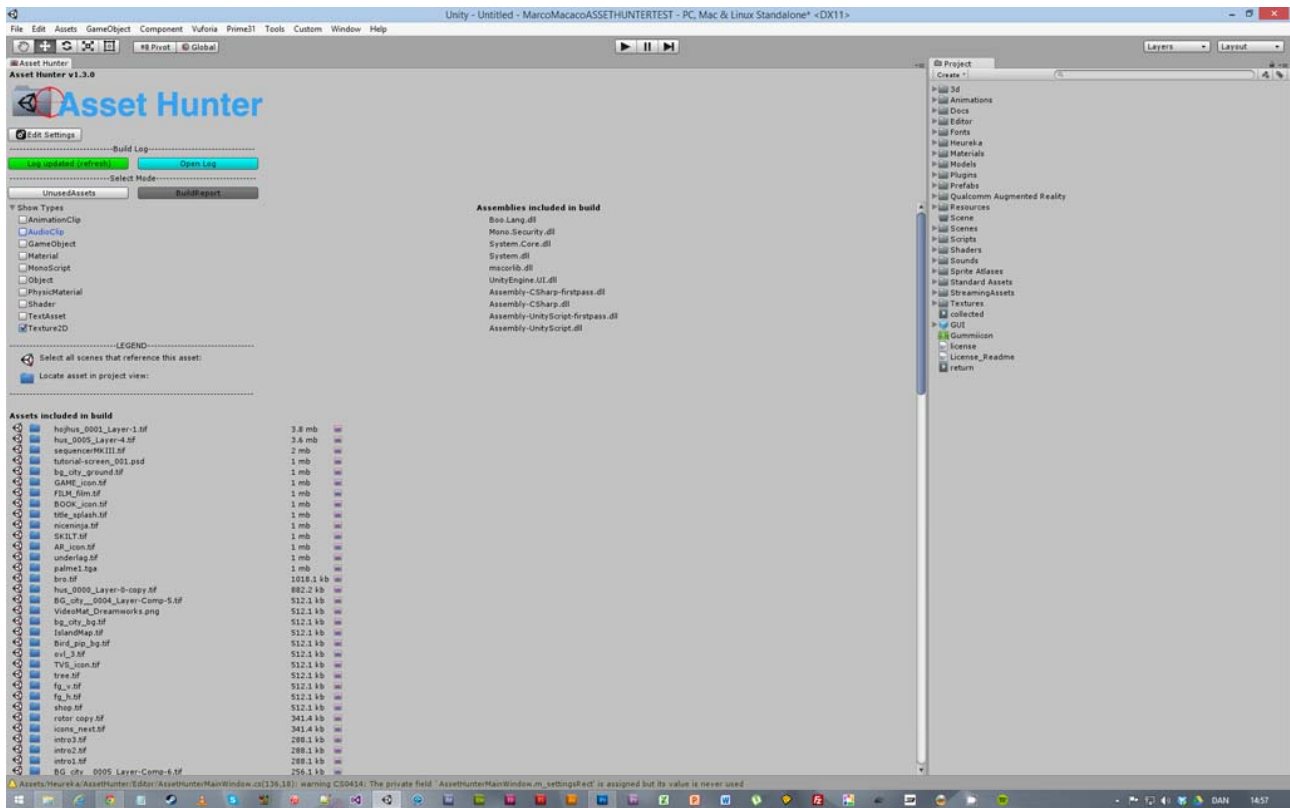 Unity - Untitled - MarcoMacacoASSETHUNTERTEST - PC, Mac & Linux Standalone* <DX11>
File Edit Assets GameObject Component Vuforia Prime31 Tools Custom Window Help
Pivot Global Layers Layout
Asset Hunter
Asset Hunter v1.3.0
Asset Hunter
Edit Settings
Build Log
Log updated (refresh) Open Log
Select Mode
UnusedAssets BuildReport
Show Types
AnimationClip
AudioClip
GameObject
Material
MonoScript
Object
PhysicMaterial
Shader
TextAsset
Texture2D
LEGEND
Select all scenes that reference this asset:
Locate asset in project view:
Assemblies included in build
Boo.Lang.dll
Mono.Security.dll
System.Core.dll
System.dll
mscorlib.dll
UnityEngine.UI.dll
Assembly-CSharp-firstpass.dll
Assembly-CSharp.dll
Assembly-UnityScript-firstpass.dll
Assembly-UnityScript.dll
Assets included in build
hojhus_0001_Layer-1.tif 3.8 mb
hus_0005_Layer-4.tif 3.6 mb
sequencerMKIII.tif 2 mb
tutorial-screen_001.psd 1 mb
bg_city_ground.tif 1 mb
GAME_icon.tif 1 mb
FILM_film.tif 1 mb
BOOK_icon.tif 1 mb
title_splash.tif 1 mb
niceninja.tif 1 mb
SKILT.tif 1 mb
AR_icon.tif 1 mb
underlag.tif 1 mb
palme1.tga 1 mb
bro.tif 1018.1 kb
hus_0000_Layer-0-copy.tif 882.2 kb
BG_city__0004_Layer-Comp-5.tif 512.1 kb
VideoMat_Dreamworks.png 512.1 kb
bg_city_bg.tif 512.1 kb
IslandMap.tif 512.1 kb
Bird_pip_bg.tif 512.1 kb
ovl_3.tif 512.1 kb
TVS_icon.tif 512.1 kb
tree.tif 512.1 kb
fg_v.tif 512.1 kb
fg_h.tif 512.1 kb
shop.tif 512.1 kb
rotor copy.tif 341.4 kb
icons_next.tif 341.4 kb
intro3.tif 288.1 kb
intro2.tif 288.1 kb
intro1.tif 288.1 kb
BG_city__0005_Layer-Comp-6.tif 256.1 kb
Project
Create
3d
Animations
Docs
Editor
Fonts
Heureka
Materials
Models
Plugins
Prefabs
Qualcomm Augmented Reality
Resources
Scene
Scenes
Scripts
Shaders
Sounds
Sprite Atlases
Standard Assets
StreamingAssets
Textures
collected
GUI
Gummiicon
license
License_Readme
return
Assets/Heureka/AssetHunter/Editor/AssetHunterMainWindow.cs(136,18): warning CS0414: The private field `AssetHunterMainWindow.m_settingsRect' is assigned but its value is never used
DAN 14:57